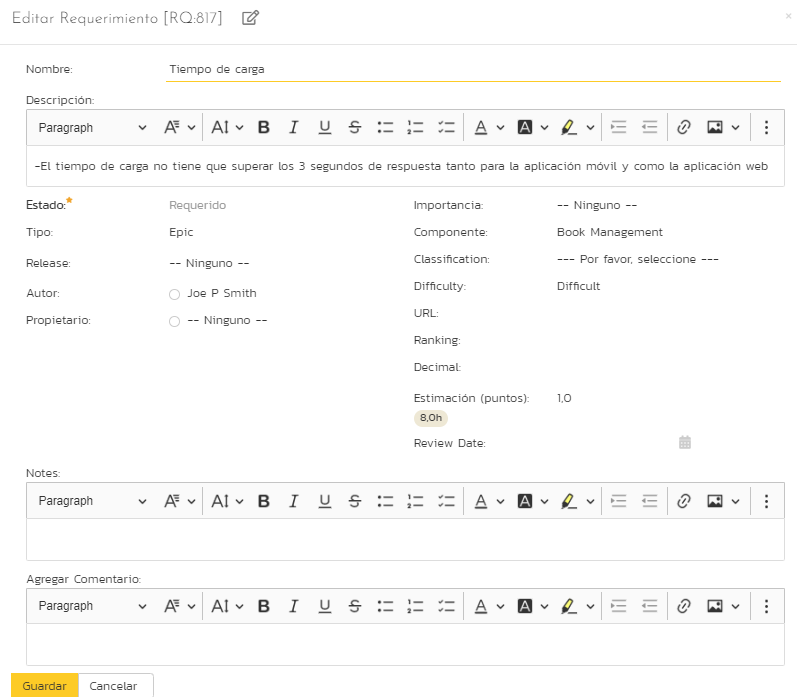 Editar Requerimiento [RQ:817]
×
Nombre: Tiempo de carga
Descripción:
Paragraph
-El tiempo de carga no tiene que superar los 3 segundos de respuesta tanto para la aplicación móvil y como la aplicación web
Estado:* Requerido
Importancia: -- Ninguno --
Tipo: Epic
Componente: Book Management
Release: -- Ninguno --
Classification: --- Por favor, seleccione ---
Autor: Joe P Smith
Difficulty: Difficult
Propietario: -- Ninguno --
URL:
Ranking:
Decimal:
Estimación (puntos): 1,0
8,0h
Review Date:
Notes:
Paragraph
Agregar Comentario:
Paragraph
Guardar Cancelar